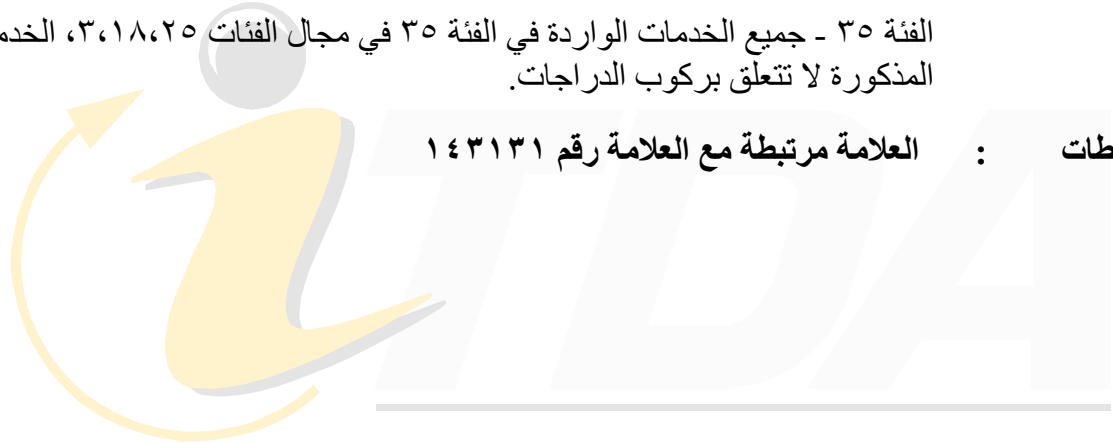 الفئة ٣٥ - جميع الخدمات الواردة في الفئة ٣٥ في مجال الفئات ٣،١٨،٢٥، الخدم
المذكورة لا تتعلق بركوب الدراجات.
طات : العلامة مرتبطة مع العلامة رقم ١٤٣١٣١
iTDA